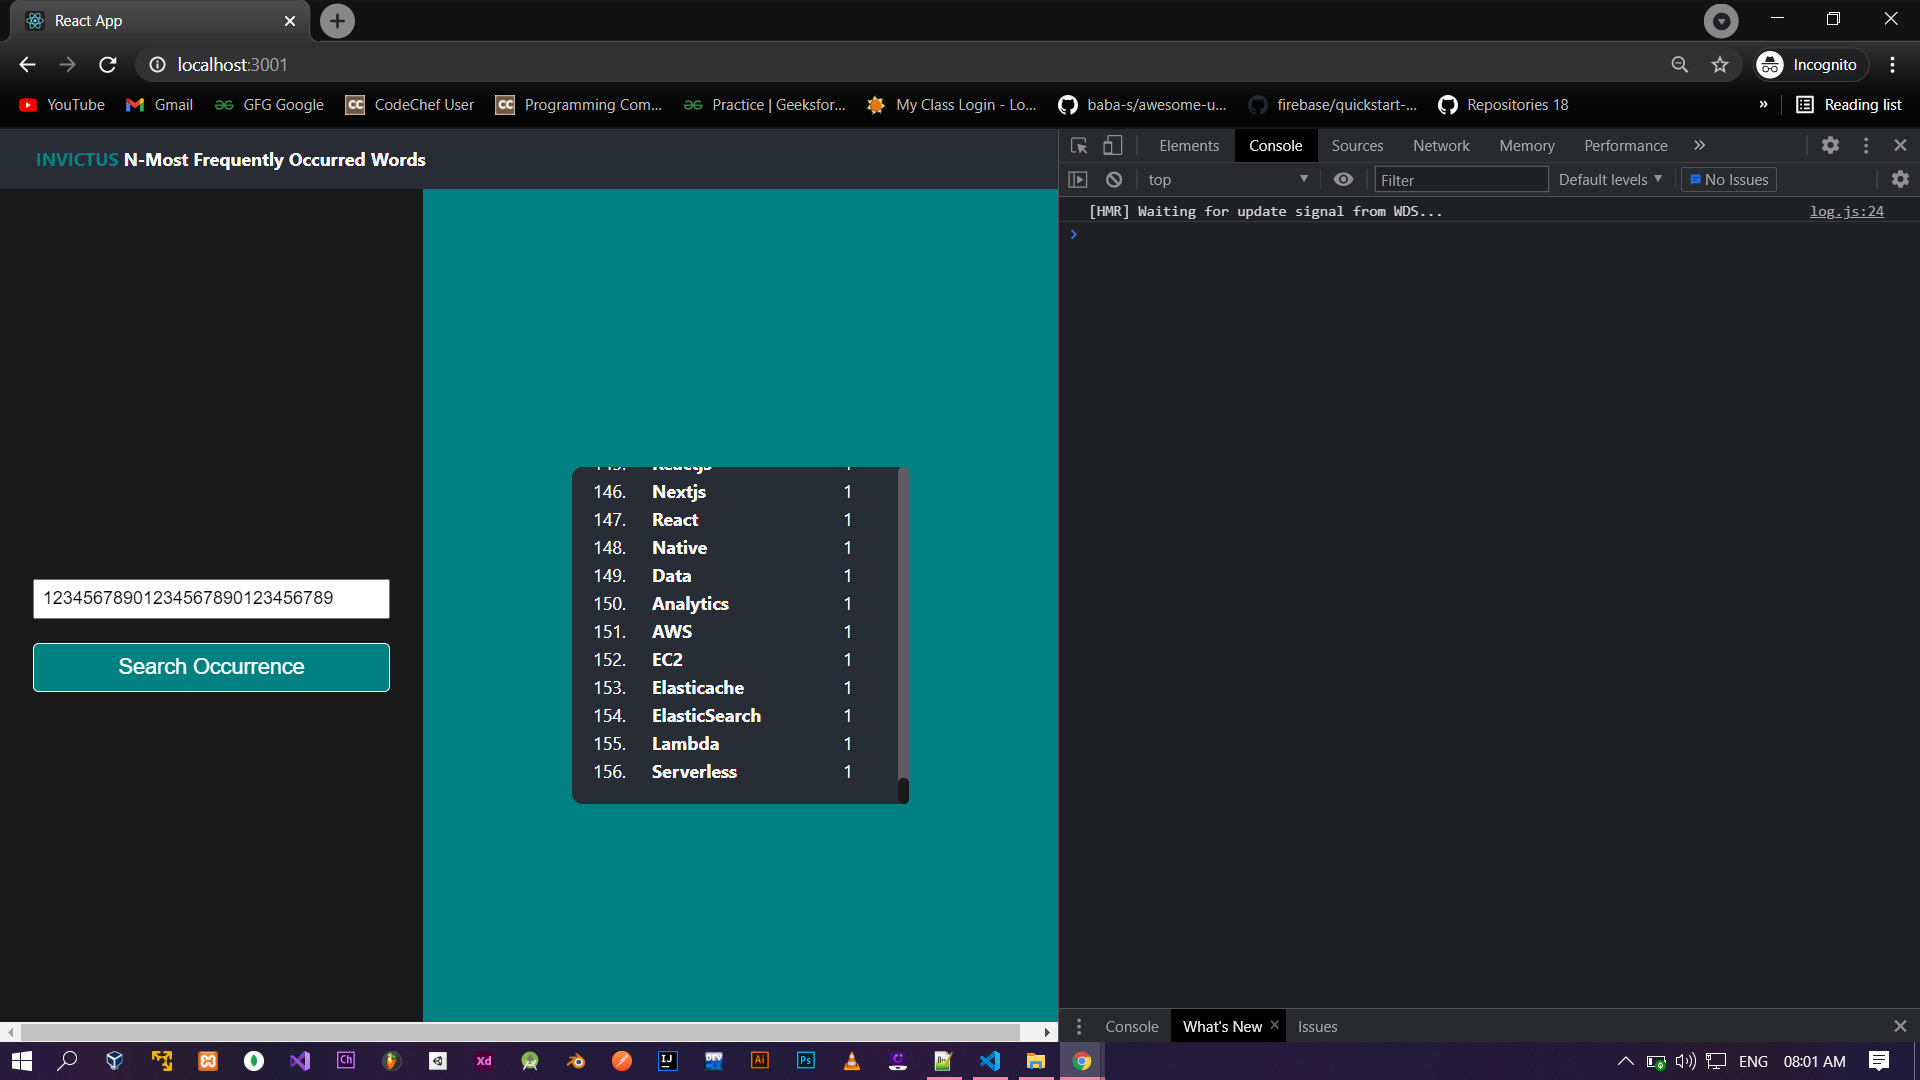 React App
localhost:3001
Incognito
YouTube
Gmail
GFG Google
CodeChef User
Programming Com...
Practice | Geeksfor...
My Class Login - Lo...
baba-s/awesome-u...
firebase/quickstart-...
Repositories 18
»
Reading list
INVICTUS N-Most Frequently Occurred Words
12345678901234567890123456789
Search Occurrence
145. Reactjs 1
146. Nextjs 1
147. React 1
148. Native 1
149. Data 1
150. Analytics 1
151. AWS 1
152. EC2 1
153. Elasticache 1
154. ElasticSearch 1
155. Lambda 1
156. Serverless 1
Elements Console Sources Network Memory Performance »
top Filter Default levels No Issues
[HMR] Waiting for update signal from WDS... log.js:24
Console What's New Issues
ENG 08:01 AM